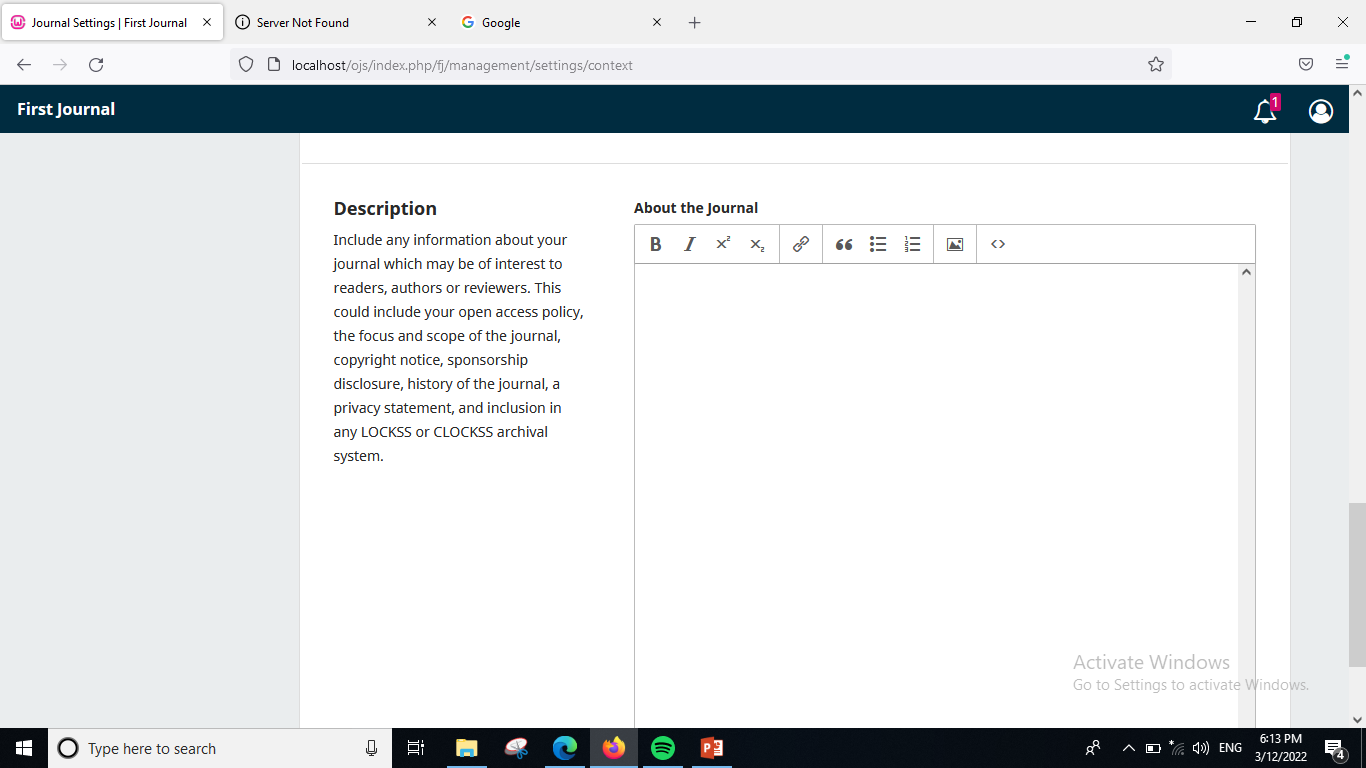 Journal Settings | First Journal
Server Not Found
Google
localhost/ojs/index.php/fj/management/settings/context
First Journal
1
Description
Include any information about your
journal which may be of interest to
readers, authors or reviewers. This
could include your open access policy,
the focus and scope of the journal,
copyright notice, sponsorship
disclosure, history of the journal, a
privacy statement, and inclusion in
any LOCKSS or CLOCKSS archival
system.
About the Journal
Activate Windows
Go to Settings to activate Windows.
Type here to search
ENG
6:13 PM
3/12/2022
4